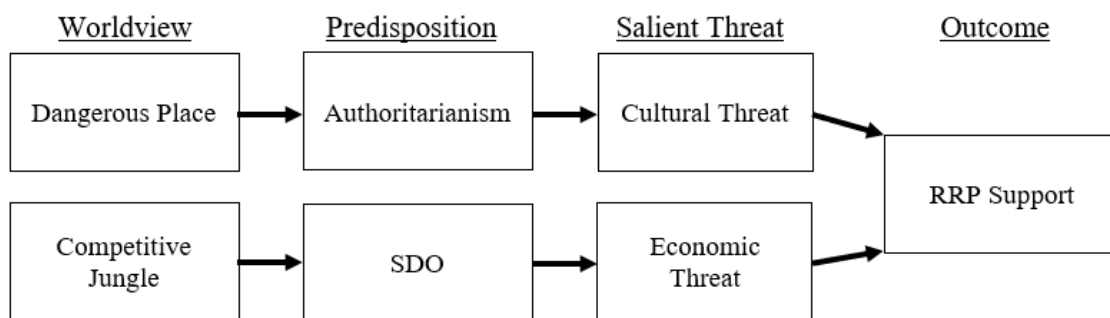 Worldview
Predisposition
Salient Threat
Outcome
Dangerous Place
Authoritarianism
Cultural Threat
RRP Support
Competitive
Jungle
SDO
Economic
Threat